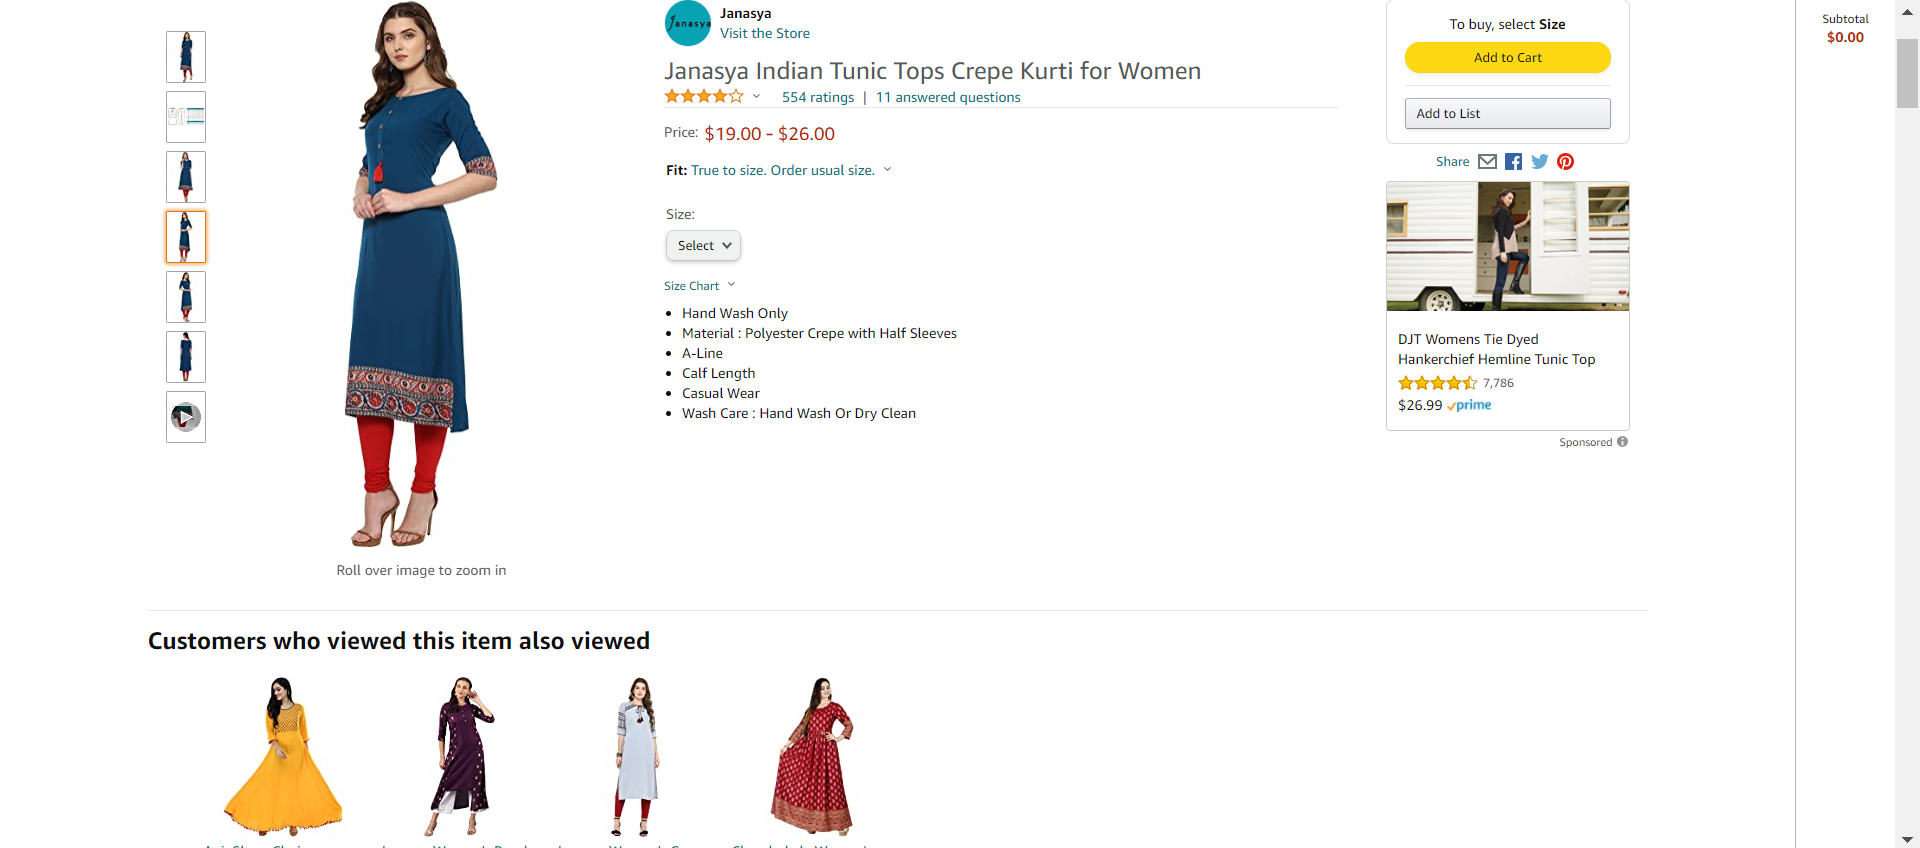 Janasya
Janasya
Visit the Store
Janasya Indian Tunic Tops Crepe Kurti for Women
554 ratings | 11 answered questions
Price: $19.00 - $26.00
Fit: True to size. Order usual size.
Size:
Select
Size Chart
Hand Wash Only
Material : Polyester Crepe with Half Sleeves
A-Line
Calf Length
Casual Wear
Wash Care : Hand Wash Or Dry Clean
Roll over image to zoom in
To buy, select Size
Add to Cart
Add to List
Share
DJT Womens Tie Dyed
Hankerchief Hemline Tunic Top
7,786
$26.99 prime
Sponsored
Subtotal
$0.00
Customers who viewed this item also viewed